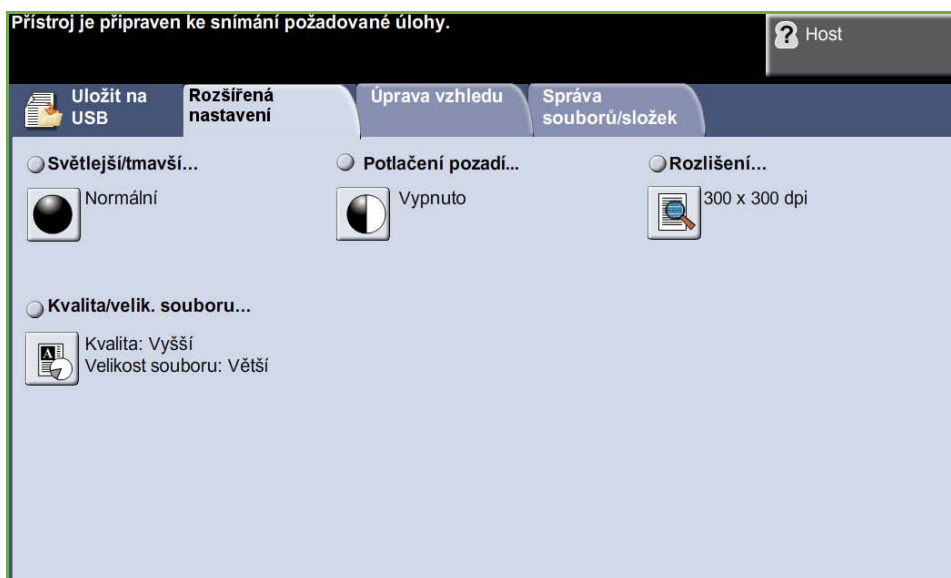 Přístroj je připraven ke snímání požadované úlohy.
? Host
Uložit na
USB
Rozšířená
nastavení
Úprava vzhledu
Správa
souborů/složek
Světlejší/tmavší...
Normální
Potlačení pozadí...
Vypnuto
Rozlišení...
300 x 300 dpi
Kvalita/velik. souboru...
A
Kvalita: Vyšší
Velikost souboru: Větší